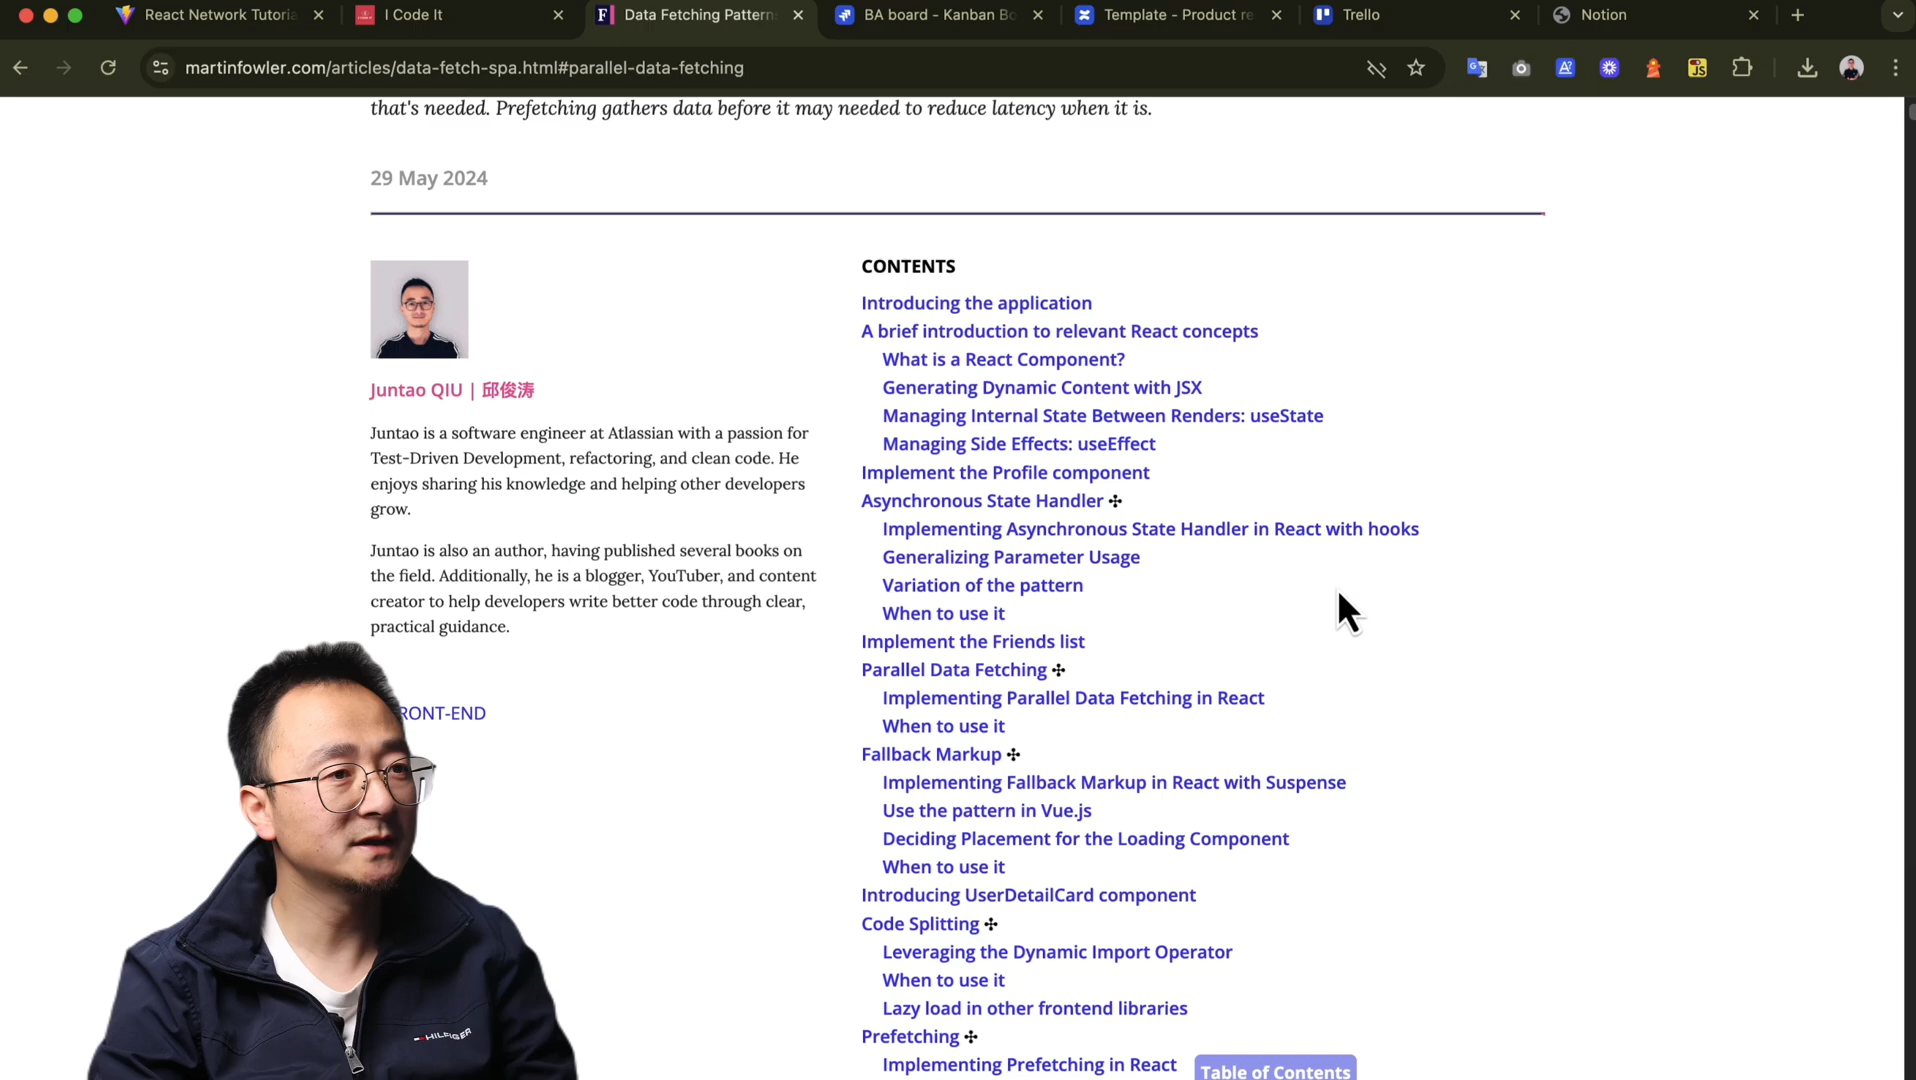 React Network Tutoria
I Code It
Data Fetching Pattern
BA board - Kanban Bo
Template - Product re
Trello
Notion
martinfowler.com/articles/data-fetch-spa.html#parallel-data-fetching
that's needed. Prefetching gathers data before it may needed to reduce latency when it is.
29 May 2024
Juntao QIU | 邱俊涛
Juntao is a software engineer at Atlassian with a passion for
Test-Driven Development, refactoring, and clean code. He
enjoys sharing his knowledge and helping other developers
grow.
Juntao is also an author, having published several books on
the field. Additionally, he is a blogger, YouTuber, and content
creator to help developers write better code through clear,
practical guidance.
RONT-END
CONTENTS
Introducing the application
A brief introduction to relevant React concepts
What is a React Component?
Generating Dynamic Content with JSX
Managing Internal State Between Renders: useState
Managing Side Effects: useEffect
Implement the Profile component
Asynchronous State Handler ✣
Implementing Asynchronous State Handler in React with hooks
Generalizing Parameter Usage
Variation of the pattern
When to use it
Implement the Friends list
Parallel Data Fetching ✣
Implementing Parallel Data Fetching in React
When to use it
Fallback Markup ✣
Implementing Fallback Markup in React with Suspense
Use the pattern in Vue.js
Deciding Placement for the Loading Component
When to use it
Introducing UserDetailCard component
Code Splitting ✣
Leveraging the Dynamic Import Operator
When to use it
Lazy load in other frontend libraries
Prefetching ✣
Implementing Prefetching in React
Table of Contents
HILFIGER